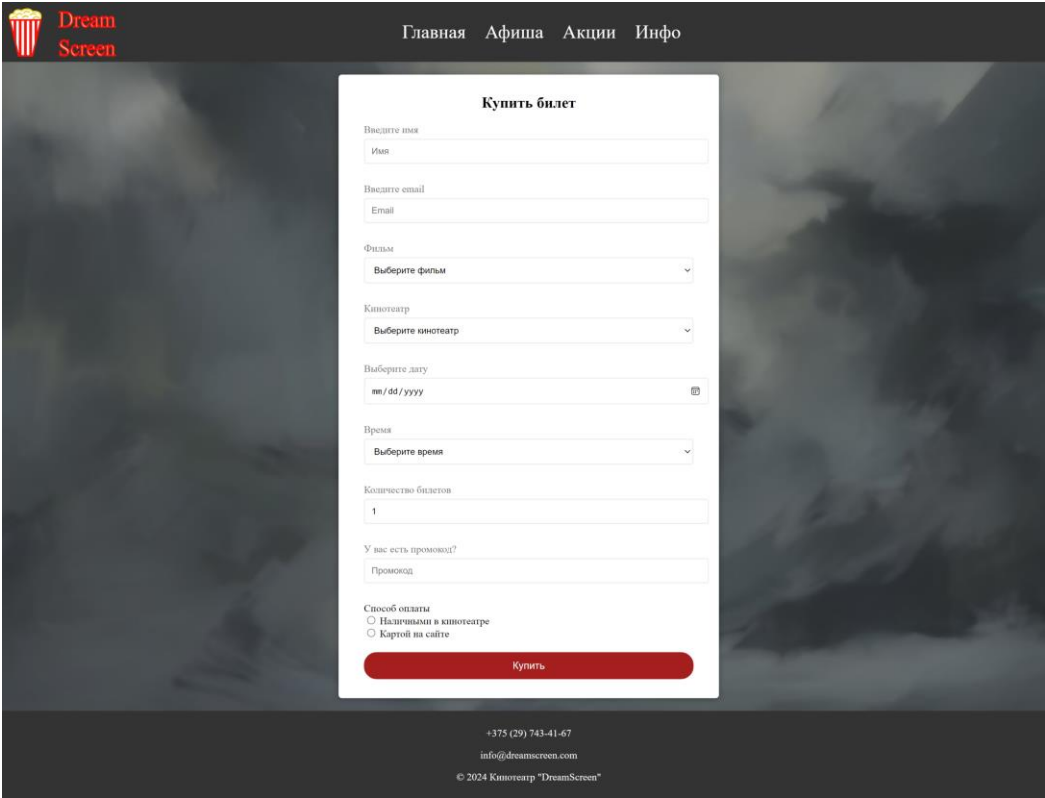 Dream
Screen
Главная Афиша Акции Инфо
Купить билет
Введите имя
Имя
Введите email
Email
Фильм
Выберите фильм
Кинотеатр
Выберите кинотеатр
Выберите дату
mm/dd/yyyy
Время
Выберите время
Количество билетов
1
У вас есть промокод?
Промокод
Способ оплаты
Наличными в кинотеатре
Картой на сайте
Купить
+375 (29) 743-41-67
info@dreamscreen.com
© 2024 Кинотеатр "DreamScreen"